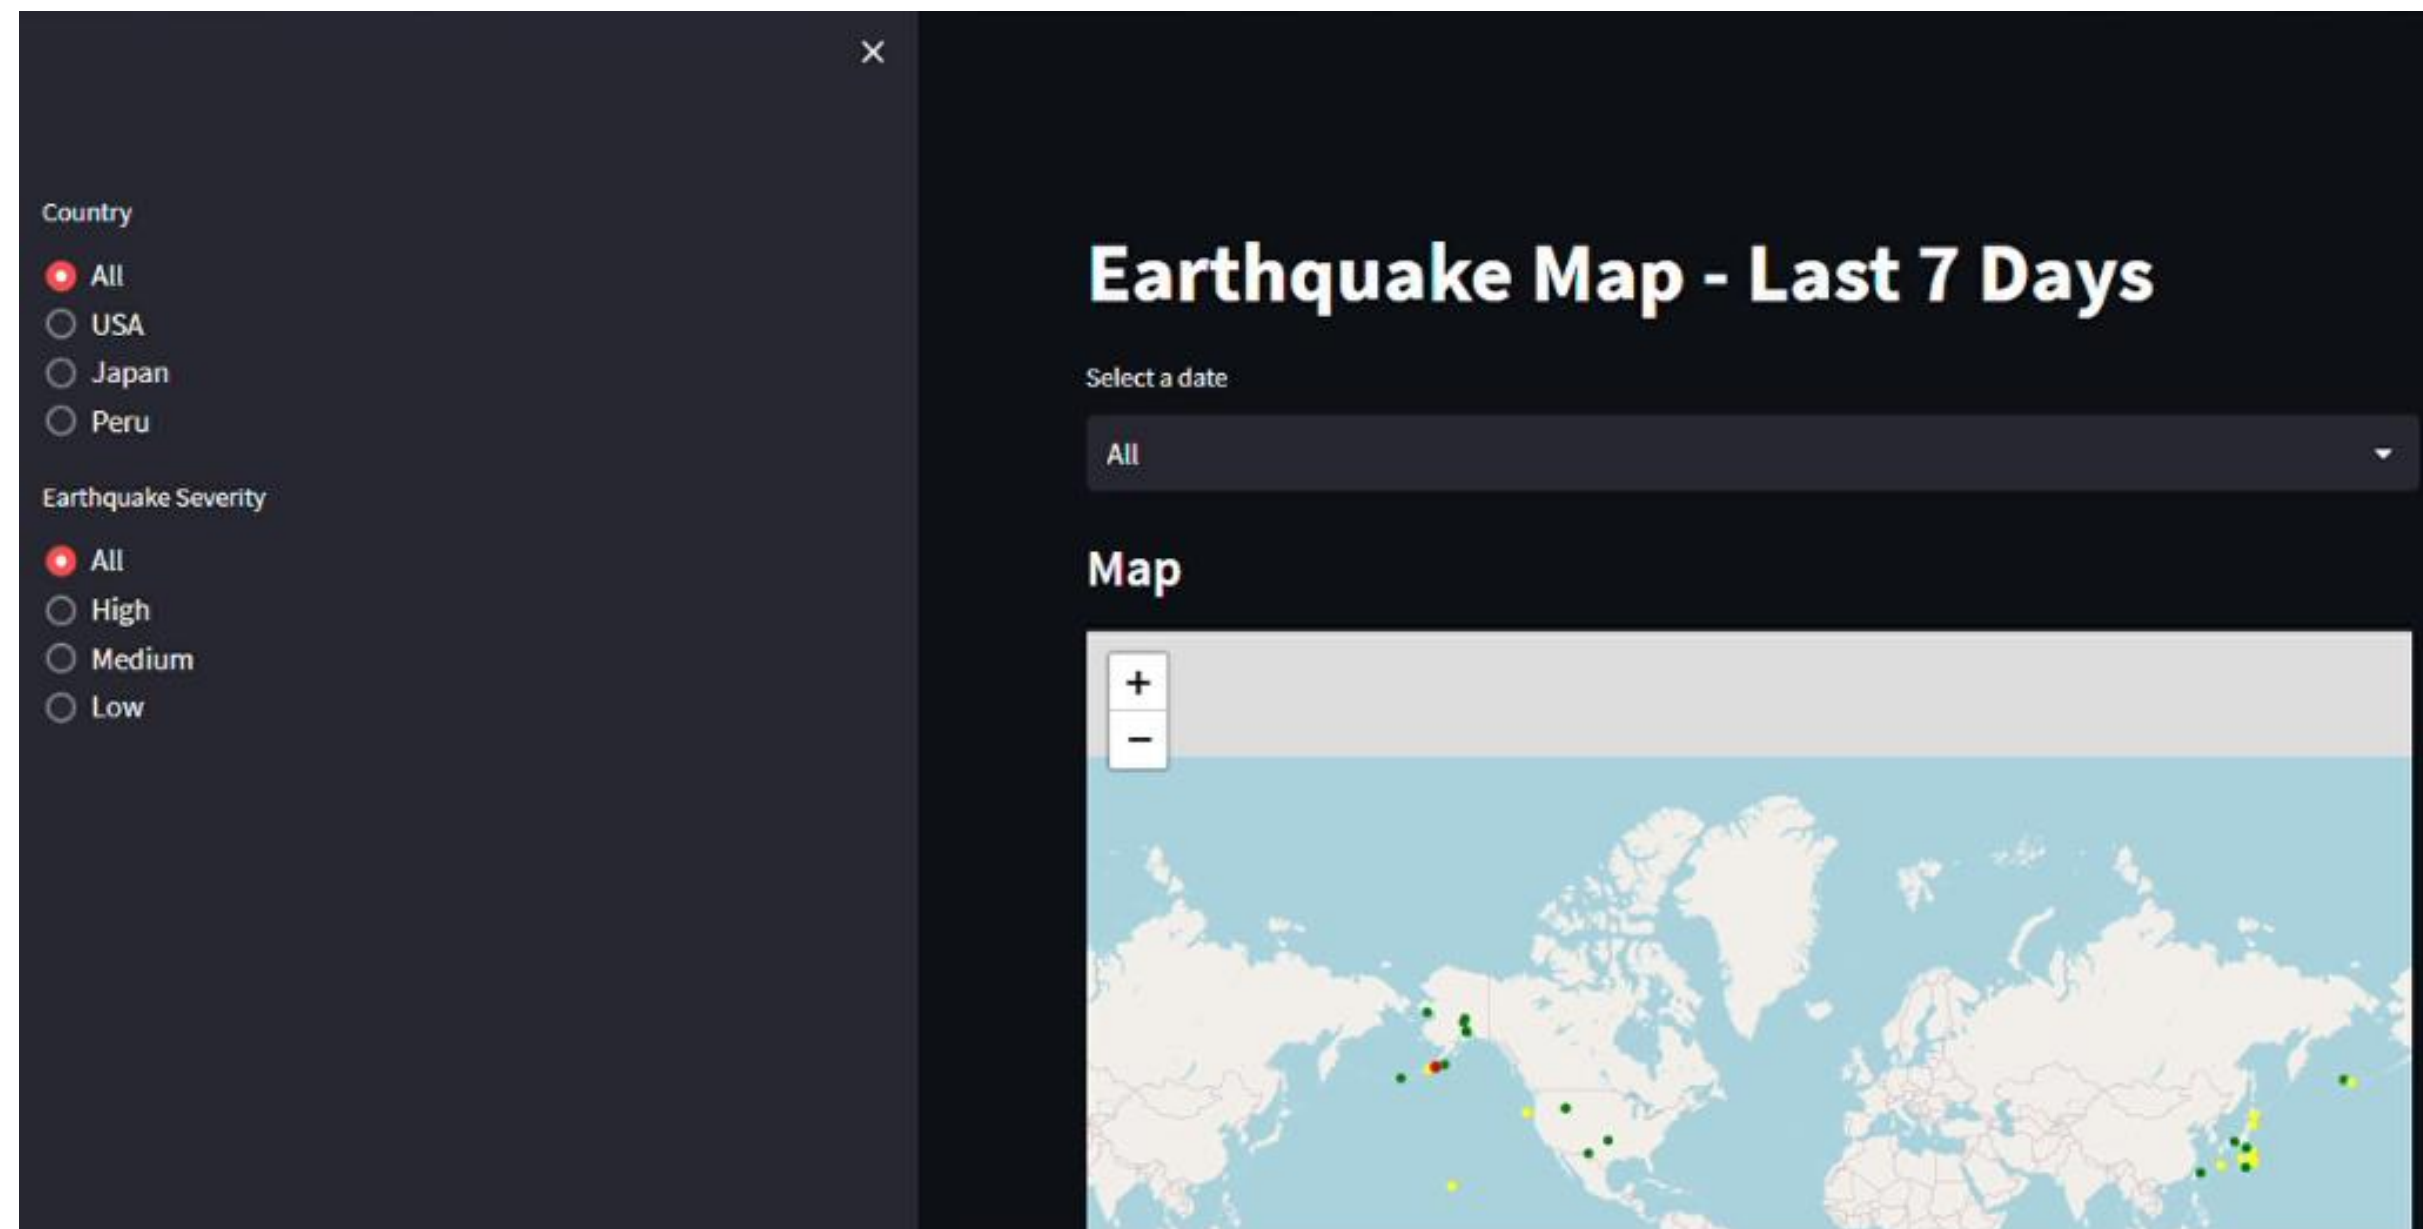 Country
All
USA
Japan
Peru
Earthquake Severity
All
High
Medium
Low
Earthquake Map - Last 7 Days
Select a date
All
Map
+
−